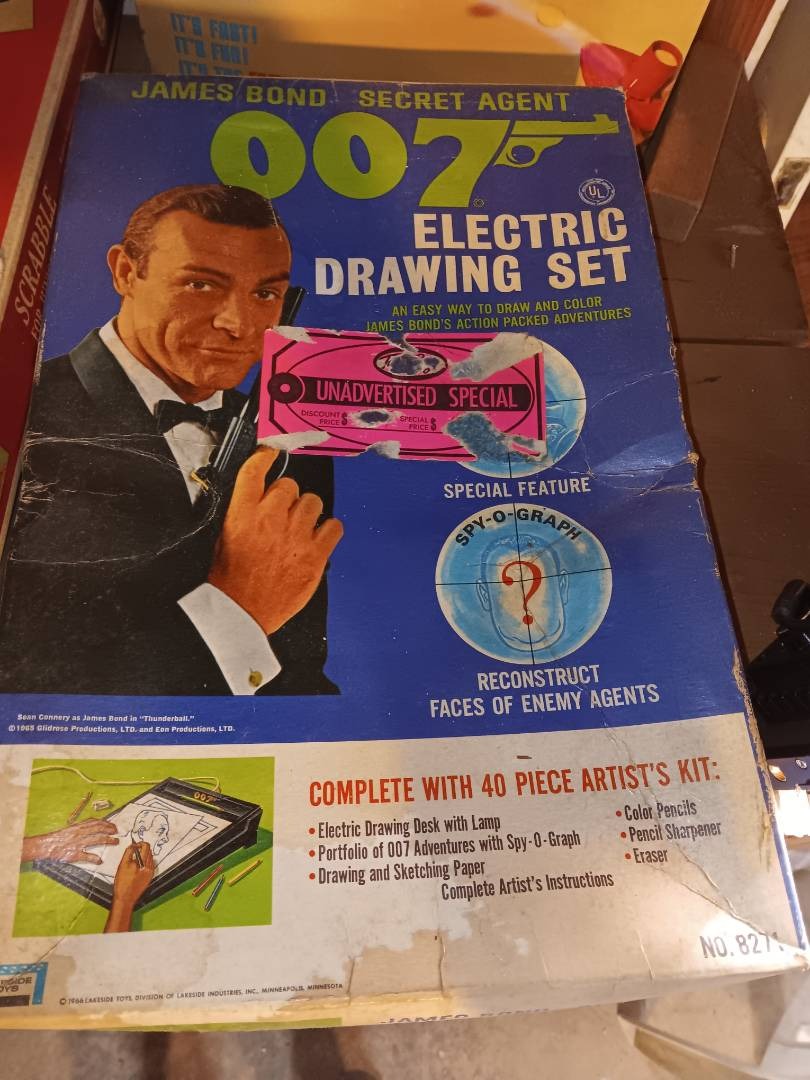 IT'S FAST!
IT'S FUN!
SCRABBLE
JAMES BOND SECRET AGENT
007
UL
ELECTRIC
DRAWING SET
AN EASY WAY TO DRAW AND COLOR
JAMES BOND'S ACTION PACKED ADVENTURES
UNADVERTISED SPECIAL
DISCOUNT PRICE $
SPECIAL PRICE $
SPECIAL FEATURE
SPY-O-GRAPH
?
RECONSTRUCT
FACES OF ENEMY AGENTS
Sean Connery as James Bond in "Thunderball."
©1965 Glidrose Productions, LTD. and Eon Productions, LTD.
007
COMPLETE WITH 40 PIECE ARTIST'S KIT:
• Electric Drawing Desk with Lamp
• Portfolio of 007 Adventures with Spy-O-Graph
• Drawing and Sketching Paper
• Color Pencils
• Pencil Sharpener
• Eraser
Complete Artist's Instructions
NO. 827
© 1966 LAKESIDE TOYS, DIVISION OF LAKESIDE INDUSTRIES, INC., MINNEAPOLIS, MINNESOTA
JAMES BOND